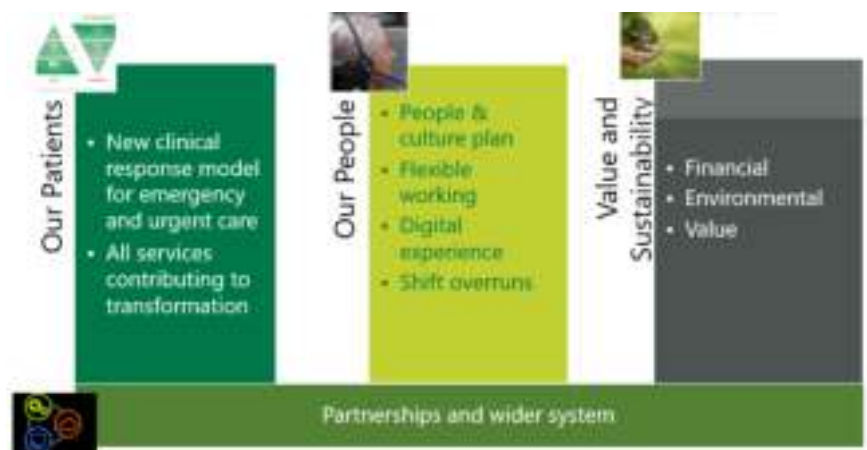 Our Patients
• New clinical
response model
for emergency
and urgent care
• All services
contributing to
transformation
Our People
• People &
culture plan
• Flexible
working
• Digital
experience
• Shift overruns
Value and
Sustainability
• Financial
• Environmental
• Value
Partnerships and wider system